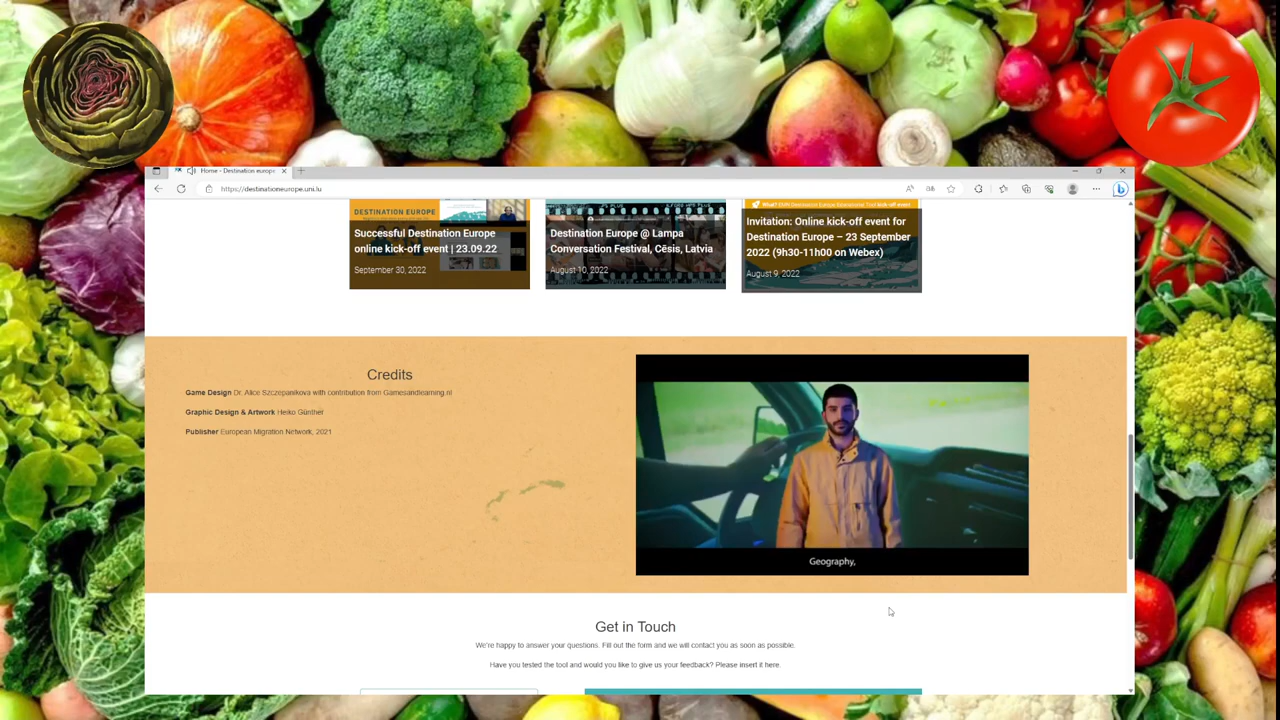 Home - Destination europ
https://destinationeurope.uni.lu
DESTINATION EUROPE
Successful Destination Europe
online kick-off event | 23.09.22
September 30, 2022
Destination Europe @ Lampa
Conversation Festival, Cēsis, Latvia
August 10, 2022
Invitation: Online kick-off event for
Destination Europe – 23 September
2022 (9h30-11h00 on Webex)
August 9, 2022
Credits
Game Design Dr. Alice Szczepanikova with contribution from Gamesandlearning.nl
Graphic Design & Artwork Heiko Günther
Publisher European Migration Network, 2021
Geography,
Get in Touch
We're happy to answer your questions. Fill out the form and we will contact you as soon as possible.
Have you tested the tool and would you like to give us your feedback? Please insert it here.